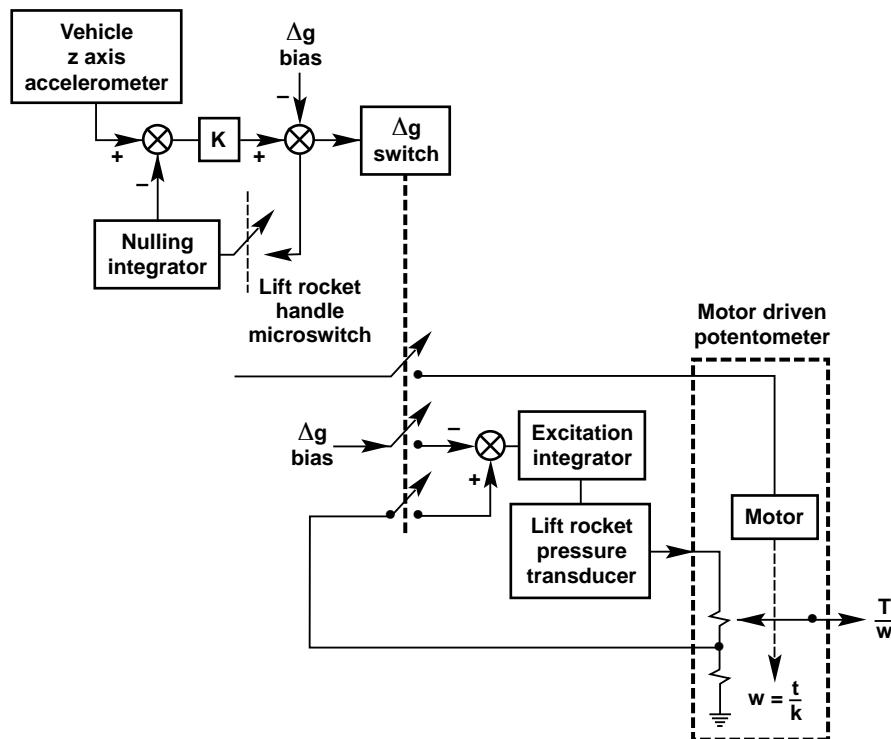 Vehicle
z axis
accelerometer
Δg
bias
−
+
K
+
Δg
switch
−
Nulling
integrator
Lift rocket
handle
microswitch
Motor driven
potentometer
Δg
bias
−
+
Excitation
integrator
Lift rocket
pressure
transducer
Motor
T
w
w = t
k